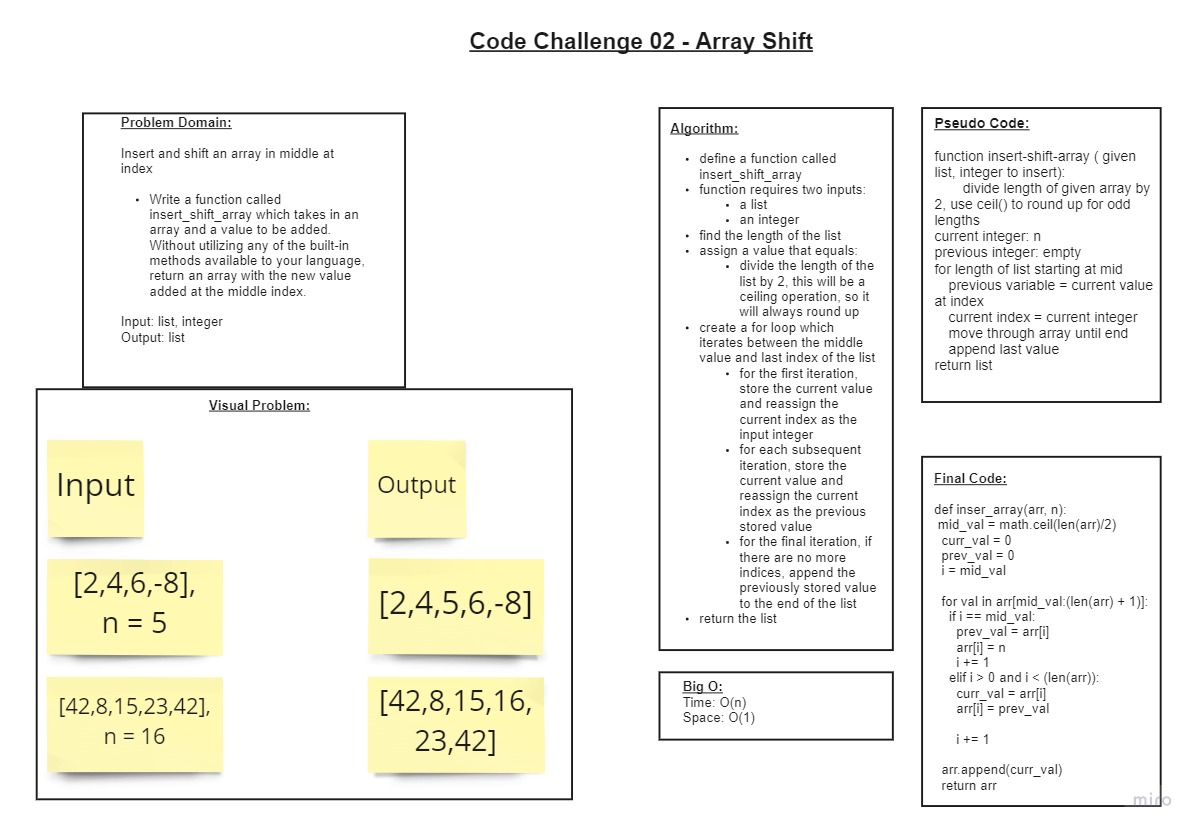 Code Challenge 02 - Array Shift
Problem Domain:
Insert and shift an array in middle at
index
• Write a function called
insert_shift_array which takes in an
array and a value to be added.
Without utilizing any of the built-in
methods available to your language,
return an array with the new value
added at the middle index.
Input: list, integer
Output: list
Visual Problem:
Input
Output
[2,4,6,-8],
n = 5
[2,4,5,6,-8]
[42,8,15,23,42],
n = 16
[42,8,15,16,
23,42]
Algorithm:
• define a function called
insert_shift_array
• function requires two inputs:
• a list
• an integer
• find the length of the list
• assign a value that equals:
• divide the length of the
list by 2, this will be a
ceiling operation, so it
will always round up
• create a for loop which
iterates between the middle
value and last index of the list
• for the first iteration,
store the current value
and reassign the
current index as the
input integer
• for each subsequent
iteration, store the
current value and
reassign the current
index as the previous
stored value
• for the final iteration, if
there are no more
indices, append the
previously stored value
to the end of the list
• return the list
Big O:
Time: O(n)
Space: O(1)
Pseudo Code:
function insert-shift-array ( given
list, integer to insert):
divide length of given array by
2, use ceil() to round up for odd
lengths
current integer: n
previous integer: empty
for length of list starting at mid
previous variable = current value
at index
current index = current integer
move through array until end
append last value
return list
Final Code:
def inser_array(arr, n):
mid_val = math.ceil(len(arr)/2)
curr_val = 0
prev_val = 0
i = mid_val
for val in arr[mid_val:(len(arr) + 1)]:
if i == mid_val:
prev_val = arr[i]
arr[i] = n
i += 1
elif i > 0 and i < (len(arr)):
curr_val = arr[i]
arr[i] = prev_val
i += 1
arr.append(curr_val)
return arr
miro